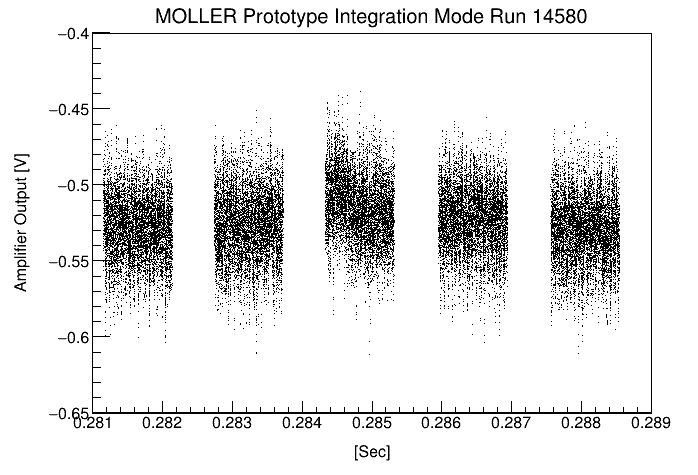 MOLLER Prototype Integration Mode Run 14580
−0.4
−0.45
−0.5
−0.55
−0.6
−0.65
Amplifier Output [V]
0.281 0.282 0.283 0.284 0.285 0.286 0.287 0.288 0.289
[Sec]